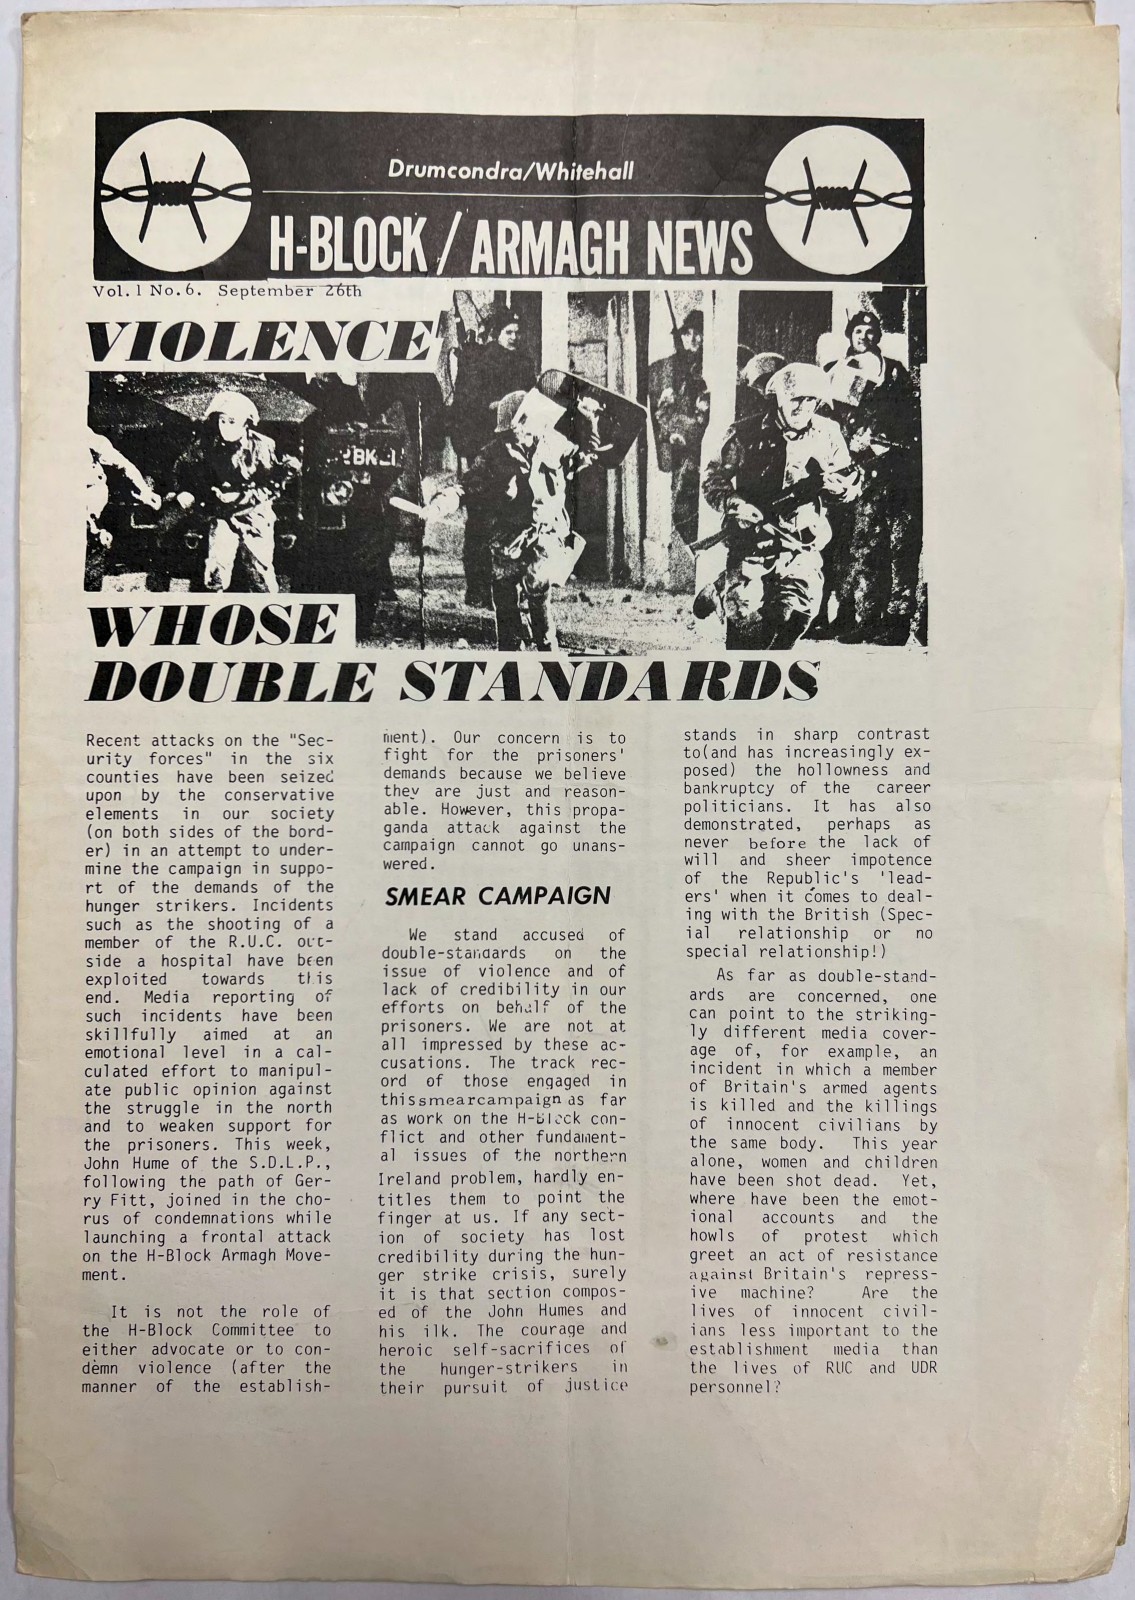 Drumcondra/Whitehall
H-BLOCK / ARMAGH NEWS
Vol. 1 No. 6. September 26th
VIOLENCE
WHOSE
DOUBLE STANDARDS
Recent attacks on the "Sec-
urity forces" in the six
counties have been seized
upon by the conservative
elements in our society
(on both sides of the bord-
er) in an attempt to under-
mine the campaign in suppo-
rt of the demands of the
hunger strikers. Incidents
such as the shooting of a
member of the R.U.C. out-
side a hospital have been
exploited towards this
end. Media reporting of
such incidents have been
skillfully aimed at an
emotional level in a cal-
culated effort to manipul-
ate public opinion against
the struggle in the north
and to weaken support for
the prisoners. This week,
John Hume of the S.D.L.P.,
following the path of Ger-
ry Fitt, joined in the cho-
rus of condemnations while
launching a frontal attack
on the H-Block Armagh Move-
ment.
It is not the role of
the H-Block Committee to
either advocate or to con-
demn violence (after the
manner of the establish-
ment). Our concern is to
fight for the prisoners'
demands because we believe
they are just and reason-
able. However, this propa-
ganda attack against the
campaign cannot go unans-
wered.
SMEAR CAMPAIGN
We stand accused of
double-standards on the
issue of violence and of
lack of credibility in our
efforts on behalf of the
prisoners. We are not at
all impressed by these ac-
cusations. The track rec-
ord of those engaged in
this smear campaign as far
as work on the H-Block con-
flict and other fundament-
al issues of the northern
Ireland problem, hardly en-
titles them to point the
finger at us. If any sect-
ion of society has lost
credibility during the hun-
ger strike crisis, surely
it is that section compos-
ed of the John Humes and
his ilk. The courage and
heroic self-sacrifices of
the hunger-strikers in
their pursuit of justice
stands in sharp contrast
to(and has increasingly ex-
posed) the hollowness and
bankruptcy of the career
politicians. It has also
demonstrated, perhaps as
never before the lack of
will and sheer impotence
of the Republic's 'lead-
ers' when it comes to deal-
ing with the British (Spec-
ial relationship or no
special relationship!)
As far as double-stand-
ards are concerned, one
can point to the striking-
ly different media cover-
age of, for example, an
incident in which a member
of Britain's armed agents
is killed and the killings
of innocent civilians by
the same body. This year
alone, women and children
have been shot dead. Yet,
where have been the emot-
ional accounts and the
howls of protest which
greet an act of resistance
against Britain's repress-
ive machine? Are the
lives of innocent civil-
ians less important to the
establishment media than
the lives of RUC and UDR
personnel?